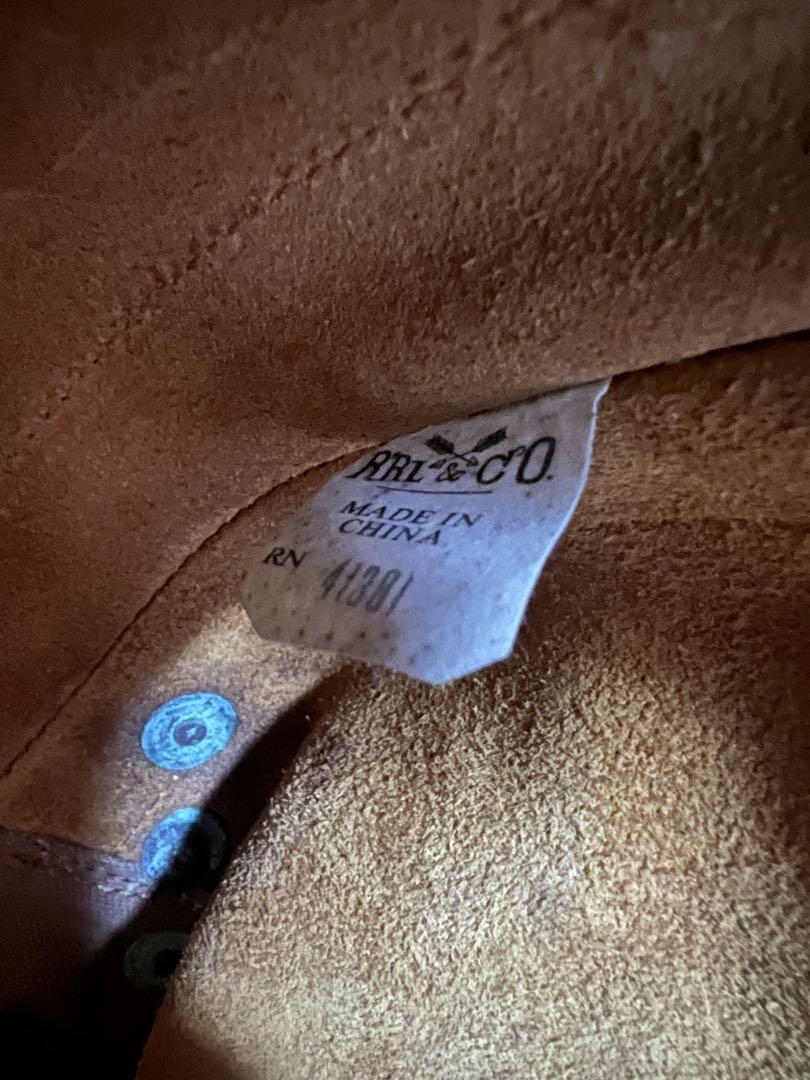 RRL & CO.
MADE IN
CHINA
RN 41381